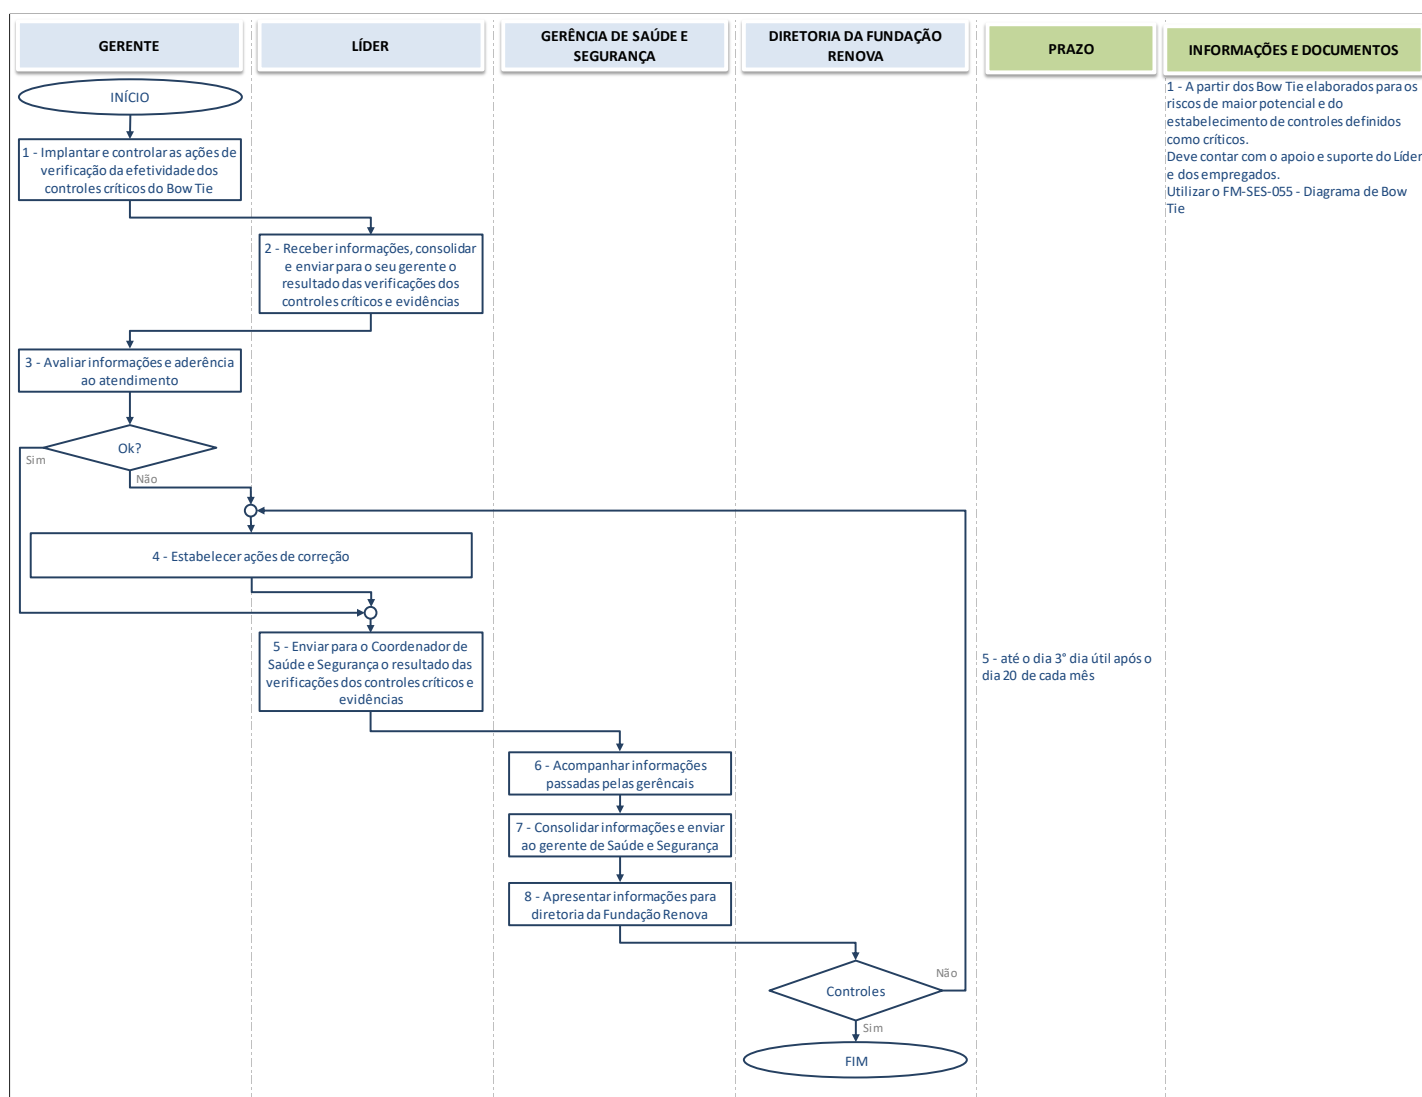 GERENTE
LÍDER
GERÊNCIA DE SAÚDE E
SEGURANÇA
DIRETORIA DA FUNDAÇÃO
RENOVA
PRAZO
INFORMAÇÕES E DOCUMENTOS
INÍCIO
1 - A partir dos Bow Tie elaborados para os
riscos de maior potencial e do
estabelecimento de controles definidos
como críticos.
Deve contar com o apoio e suporte do Líder
e dos empregados.
Utilizar o FM-SES-055 - Diagrama de Bow
Tie
1 - Implantar e controlar as ações de
verificação da efetividade dos
controles críticos do Bow Tie
2 - Receber informações, consolidar
e enviar para o seu gerente o
resultado das verificações dos
controles críticos e evidências
3 - Avaliar informações e aderência
ao atendimento
Ok?
Sim
Não
4 - Estabelecer ações de correção
5 - Enviar para o Coordenador de
Saúde e Segurança o resultado das
verificações dos controles críticos e
evidências
5 - até o dia 3° dia útil após o
dia 20 de cada mês
6 - Acompanhar informações
passadas pelas gerêncais
7 - Consolidar informações e enviar
ao gerente de Saúde e Segurança
8 - Apresentar informações para
diretoria da Fundação Renova
Controles
Não
Sim
FIM